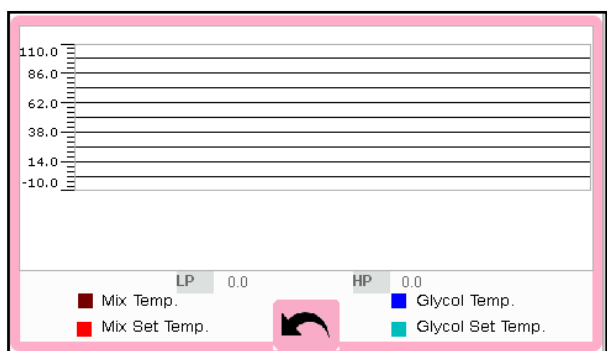 110.0
86.0
62.0
38.0
14.0
-10.0
LP 0.0 HP 0.0
Mix Temp. Glycol Temp.
Mix Set Temp. Glycol Set Temp.